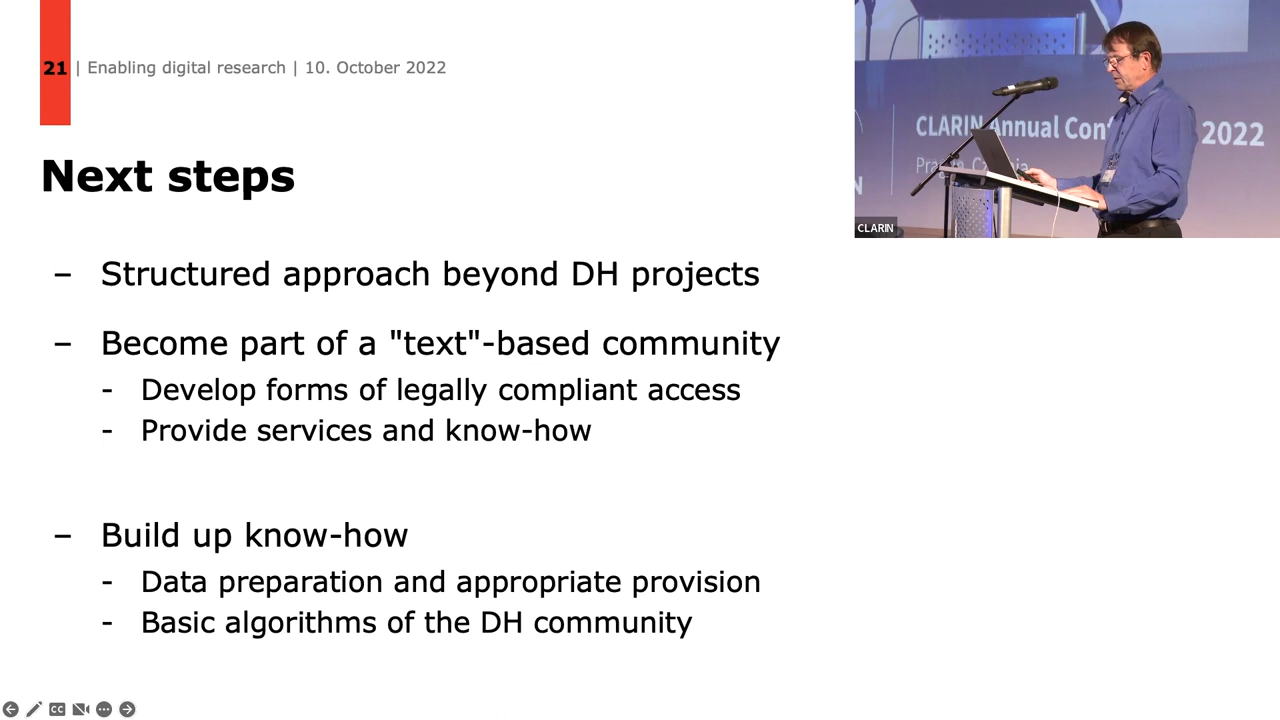 21 | Enabling digital research | 10. October 2022
Next steps
– Structured approach beyond DH projects
– Become part of a "text"-based community
- Develop forms of legally compliant access
- Provide services and know-how
– Build up know-how
- Data preparation and appropriate provision
- Basic algorithms of the DH community
CLARIN Annual Conf 2022
CLARIN